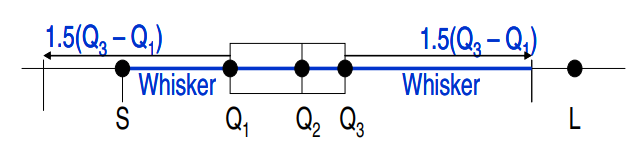 1.5(Q₃ – Q₁) 1.5(Q₃ – Q₁)
Whisker Whisker
S Q₁ Q₂ Q₃ L